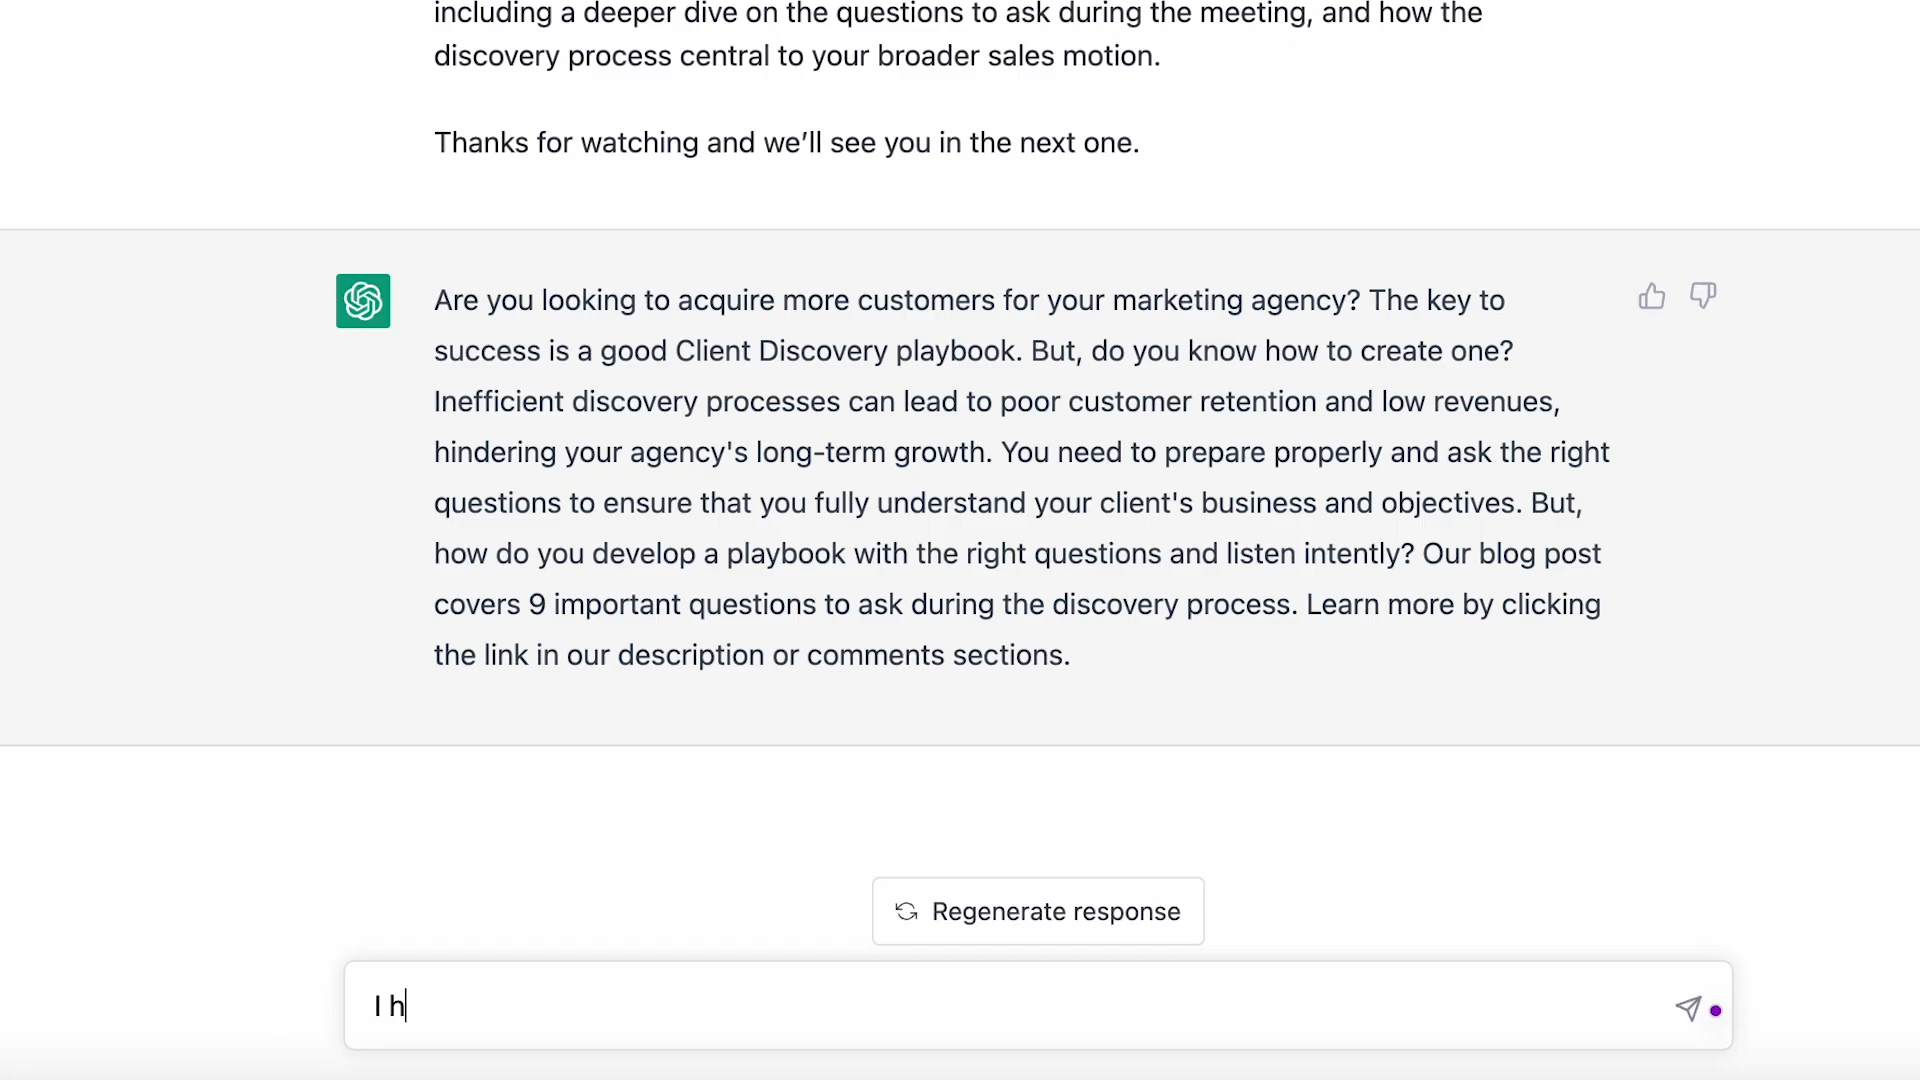 including a deeper dive on the questions to ask during the meeting, and how the
discovery process central to your broader sales motion.
Thanks for watching and we’ll see you in the next one.
Are you looking to acquire more customers for your marketing agency? The key to
success is a good Client Discovery playbook. But, do you know how to create one?
Inefficient discovery processes can lead to poor customer retention and low revenues,
hindering your agency's long-term growth. You need to prepare properly and ask the right
questions to ensure that you fully understand your client's business and objectives. But,
how do you develop a playbook with the right questions and listen intently? Our blog post
covers 9 important questions to ask during the discovery process. Learn more by clicking
the link in our description or comments sections.
Regenerate response
I h